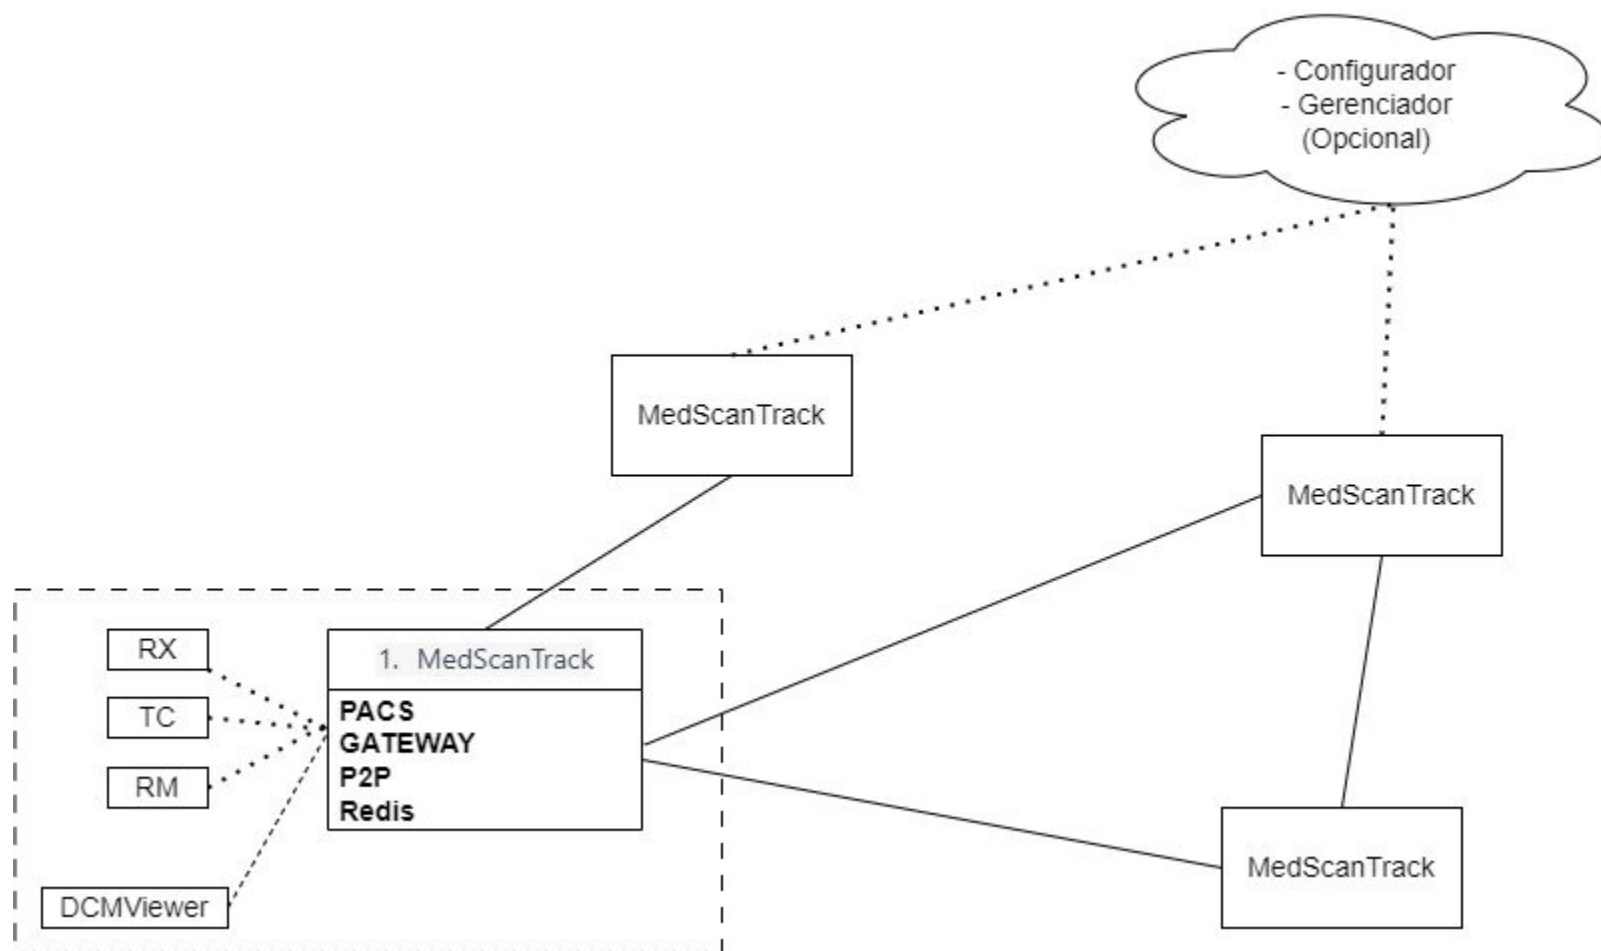 - Configurador
- Gerenciador
(Opcional)
MedScanTrack
MedScanTrack
RX
TC
RM
DCMViewer
1. MedScanTrack
PACS
GATEWAY
P2P
Redis
MedScanTrack